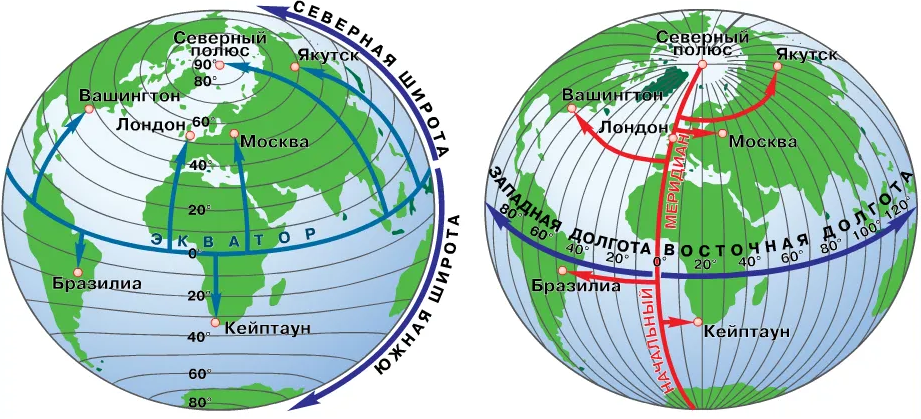 СЕВЕРНАЯ ШИРОТА
Северный
полюс
90°
80°
Якутск
Вашингтон
60°
Лондон
Москва
40°
20°
ЭКВАТОР
0°
Бразилиа
20°
Кейптаун
40°
60°
80°
ЮЖНАЯ ШИРОТА
Северный
полюс
Якутск
Вашингтон
Лондон
Москва
МЕРИДИАН
ЗАПАДНАЯ ДОЛГОТА ВОСТОЧНАЯ ДОЛГОТА
80° 60° 40° 20° 0° 20° 40° 60° 80° 100° 120°
Бразилиа
Кейптаун
НАЧАЛЬНЫЙ